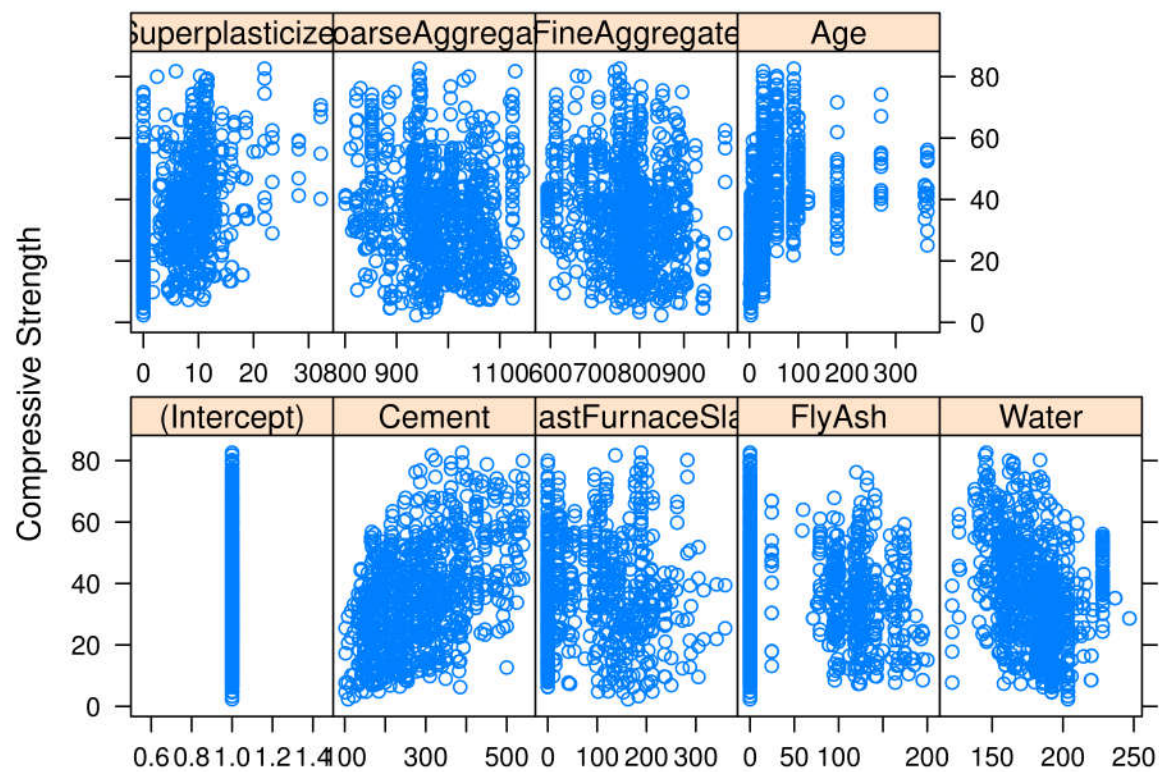 Superplasticize
oarseAggrega
FineAggregate
Age
80
60
40
20
0
0 10 20 30
800 900 1100
600 700 800 900
0 100 200 300
(Intercept)
Cement
astFurnaceSla
FlyAsh
Water
80
60
40
20
0
0.6 0.8 1.0 1.2 1.4
100 300 500
0 100 200 300
0 50 100 200
150 200 250
Compressive Strength